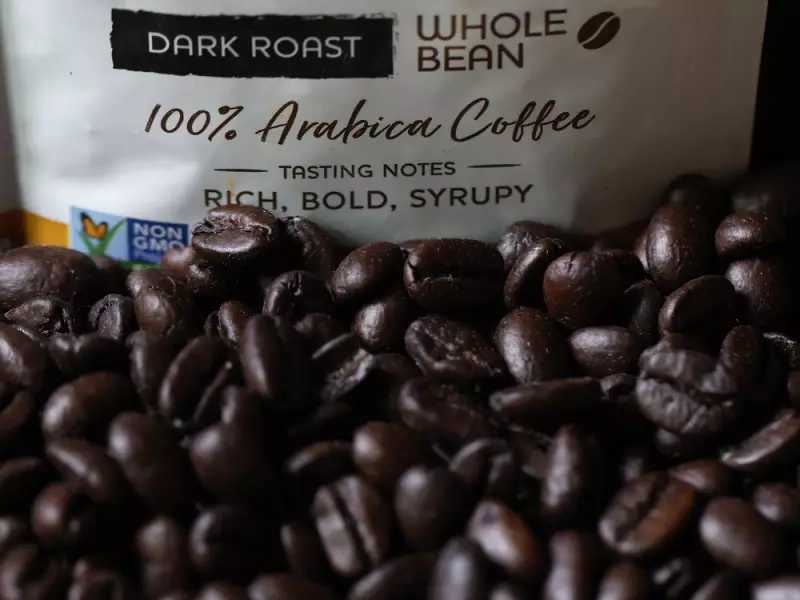 DARK ROAST
WHOLE
BEAN
100% Arabica Coffee
TASTING NOTES
RICH, BOLD, SYRUPY
NON
GMO